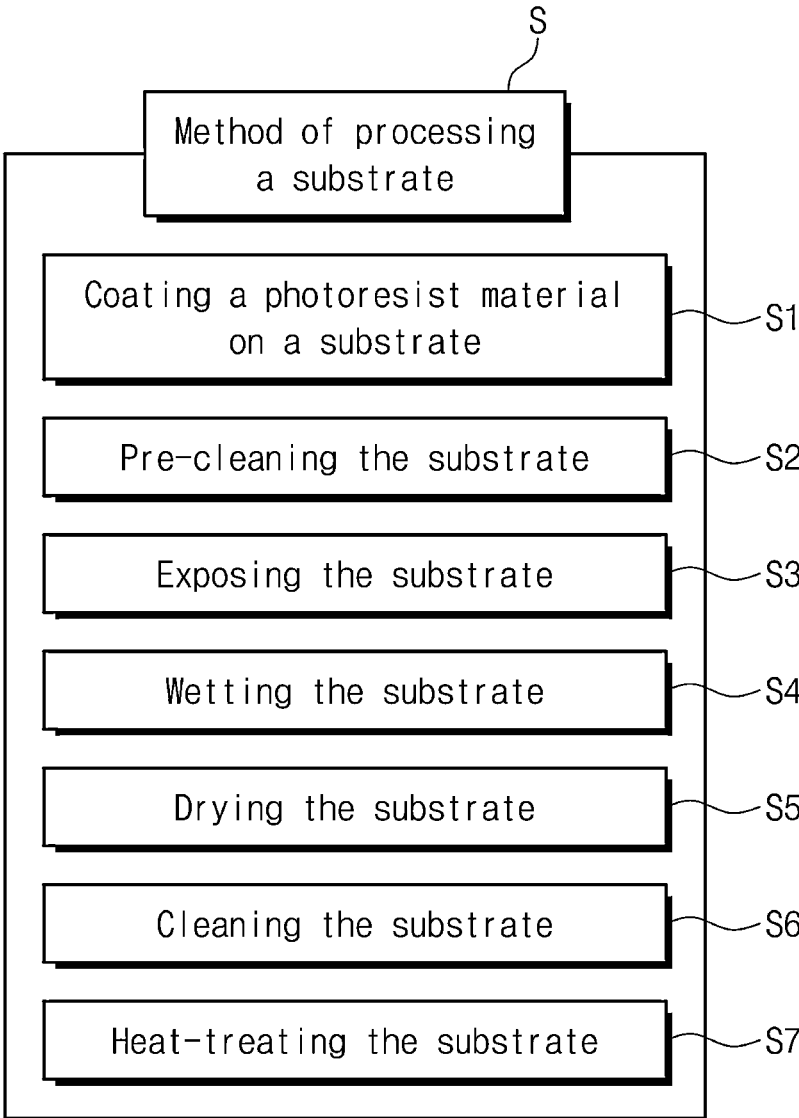 S
Method of processing
a substrate
Coating a photoresist material
on a substrate
S1
Pre-cleaning the substrate
S2
Exposing the substrate
S3
Wetting the substrate
S4
Drying the substrate
S5
Cleaning the substrate
S6
Heat-treating the substrate
S7